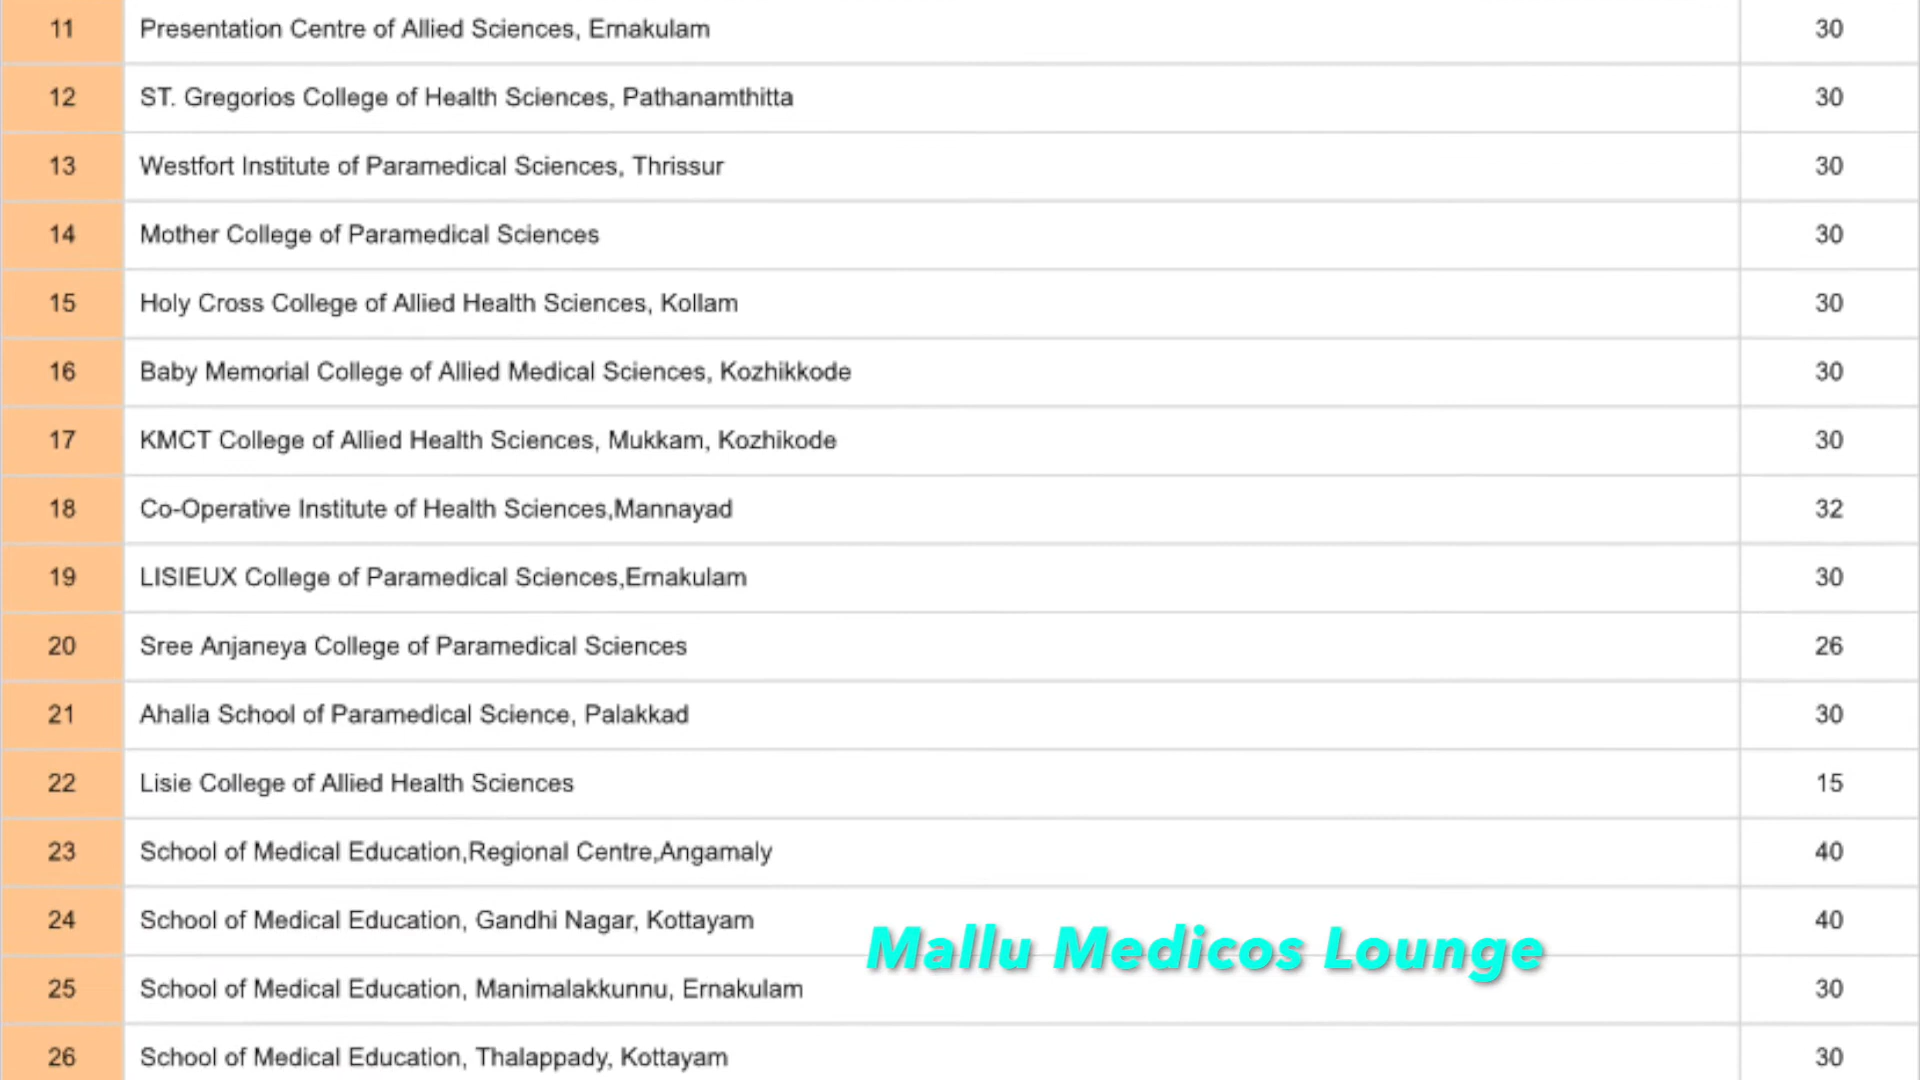 11 Presentation Centre of Allied Sciences, Ernakulam 30
12 ST. Gregorios College of Health Sciences, Pathanamthitta 30
13 Westfort Institute of Paramedical Sciences, Thrissur 30
14 Mother College of Paramedical Sciences 30
15 Holy Cross College of Allied Health Sciences, Kollam 30
16 Baby Memorial College of Allied Medical Sciences, Kozhikkode 30
17 KMCT College of Allied Health Sciences, Mukkam, Kozhikode 30
18 Co-Operative Institute of Health Sciences,Mannayad 32
19 LISIEUX College of Paramedical Sciences,Ernakulam 30
20 Sree Anjaneya College of Paramedical Sciences 26
21 Ahalia School of Paramedical Science, Palakkad 30
22 Lisie College of Allied Health Sciences 15
23 School of Medical Education,Regional Centre,Angamaly 40
24 School of Medical Education, Gandhi Nagar, Kottayam 40
Mallu Medicos Lounge
25 School of Medical Education, Manimalakkunnu, Ernakulam 30
26 School of Medical Education, Thalappady, Kottayam 30